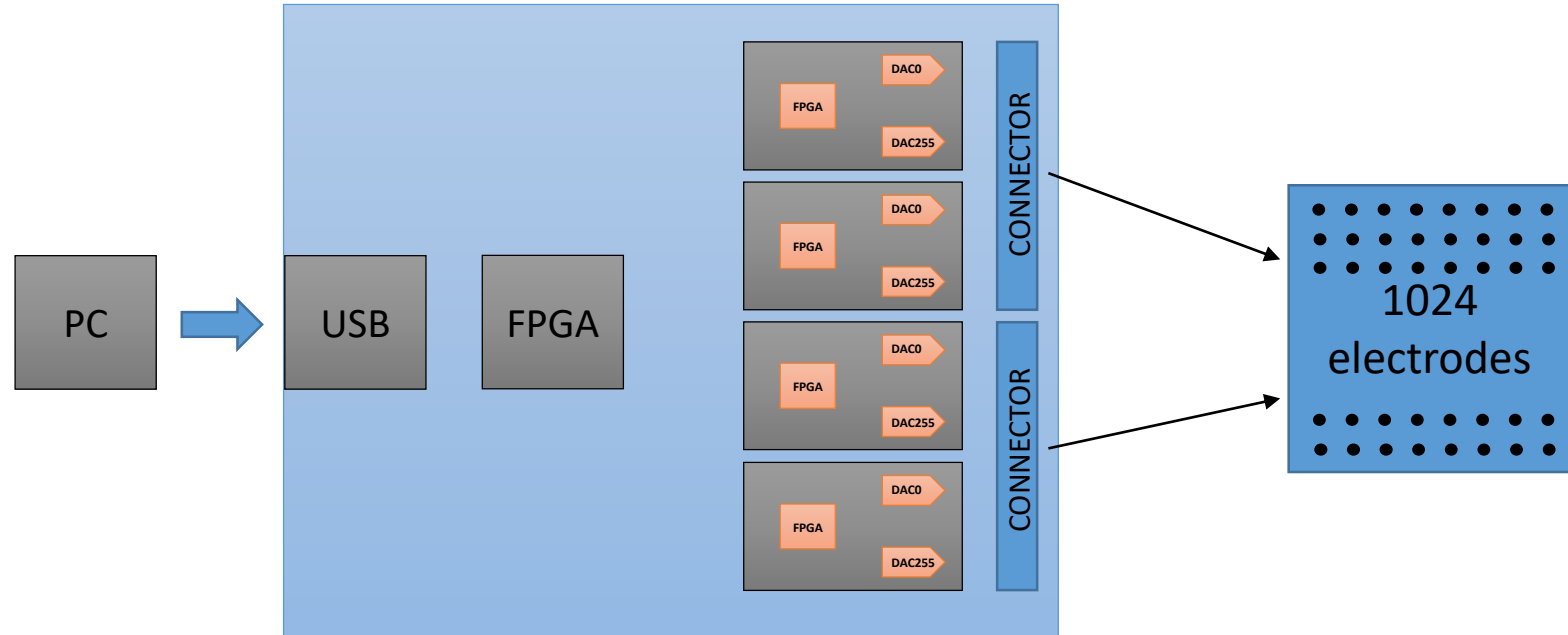 PC
USB
FPGA
FPGA
DAC0
DAC255
FPGA
DAC0
DAC255
FPGA
DAC0
DAC255
FPGA
DAC0
DAC255
CONNECTOR
CONNECTOR
1024
electrodes